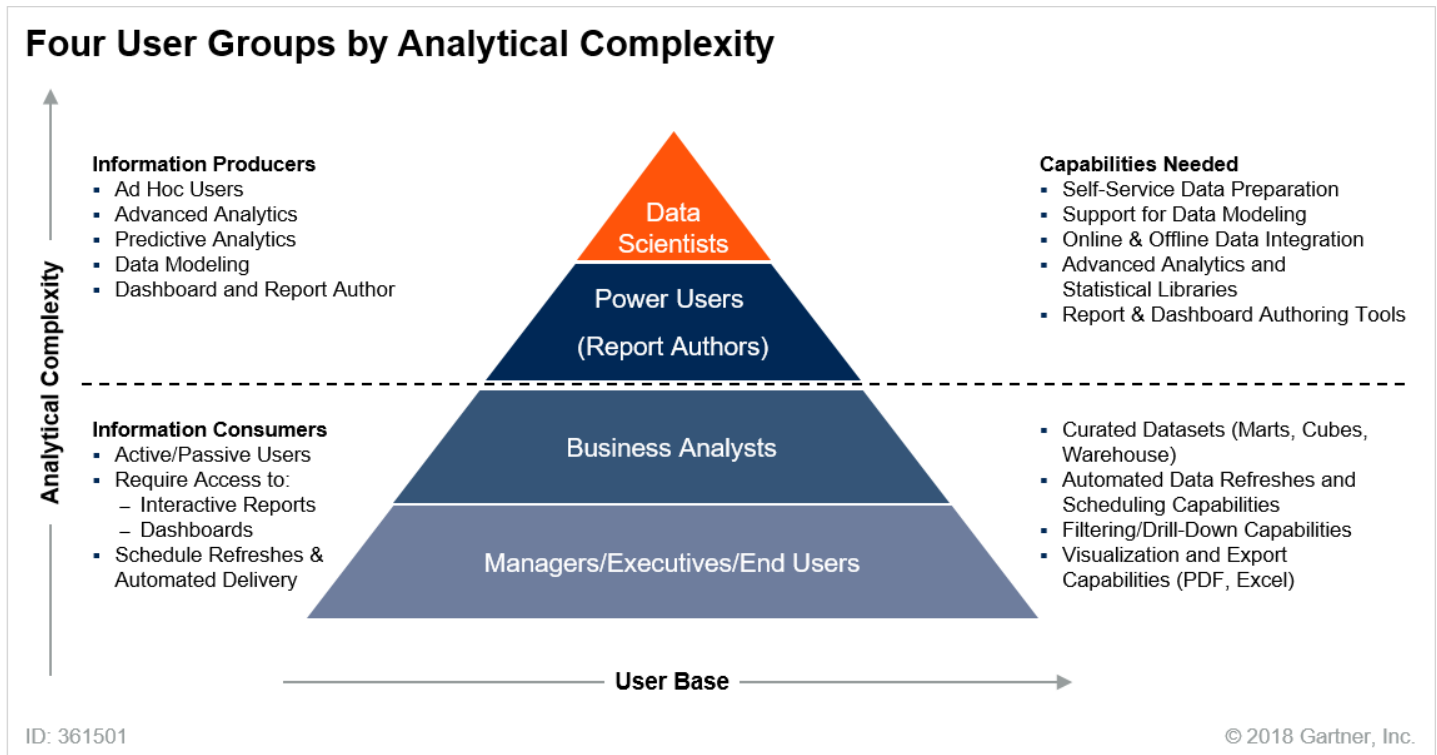 Four User Groups by Analytical Complexity
Analytical Complexity
Information Producers
▪ Ad Hoc Users
▪ Advanced Analytics
▪ Predictive Analytics
▪ Data Modeling
▪ Dashboard and Report Author
Data
Scientists
Power Users
(Report Authors)
Capabilities Needed
▪ Self-Service Data Preparation
▪ Support for Data Modeling
▪ Online & Offline Data Integration
▪ Advanced Analytics and
Statistical Libraries
▪ Report & Dashboard Authoring Tools
Information Consumers
▪ Active/Passive Users
▪ Require Access to:
– Interactive Reports
– Dashboards
▪ Schedule Refreshes &
Automated Delivery
Business Analysts
Managers/Executives/End Users
▪ Curated Datasets (Marts, Cubes,
Warehouse)
▪ Automated Data Refreshes and
Scheduling Capabilities
▪ Filtering/Drill-Down Capabilities
▪ Visualization and Export
Capabilities (PDF, Excel)
User Base
ID: 361501
© 2018 Gartner, Inc.